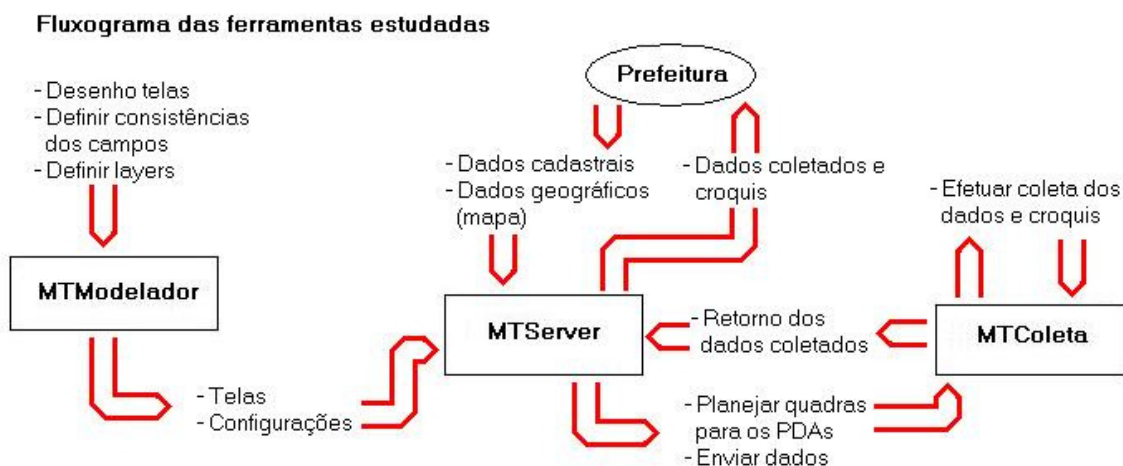 Fluxograma das ferramentas estudadas
- Desenho telas
- Definir consistências
dos campos
- Definir layers
MTModelador
- Telas
- Configurações
Prefeitura
- Dados cadastrais
- Dados geográficos
(mapa)
- Dados coletados e
croquis
MTServer
- Retorno dos
dados coletados
- Planejar quadras
para os PDAs
- Enviar dados
- Efetuar coleta dos
dados e croquis
MTColeta